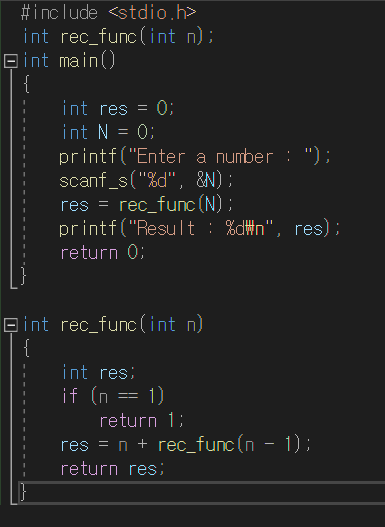 #include <stdio.h>
int rec_func(int n);
int main()
{
int res = 0;
int N = 0;
printf("Enter a number : ");
scanf_s("%d", &N);
res = rec_func(N);
printf("Result : %d₩n", res);
return 0;
}
int rec_func(int n)
{
int res;
if (n == 1)
return 1;
res = n + rec_func(n - 1);
return res;
}